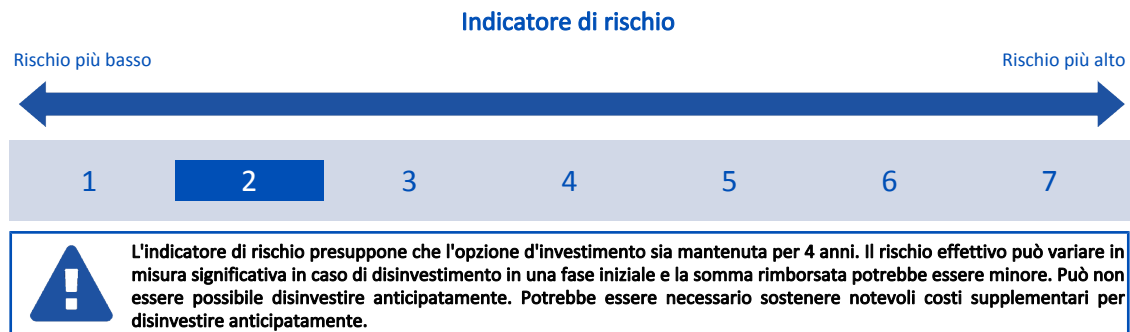 Indicatore di rischio
Rischio più basso Rischio più alto
1 2 3 4 5 6 7
L'indicatore di rischio presuppone che l'opzione d'investimento sia mantenuta per 4 anni. Il rischio effettivo può variare in
misura significativa in caso di disinvestimento in una fase iniziale e la somma rimborsata potrebbe essere minore. Può non
essere possibile disinvestire anticipatamente. Potrebbe essere necessario sostenere notevoli costi supplementari per
disinvestire anticipatamente.